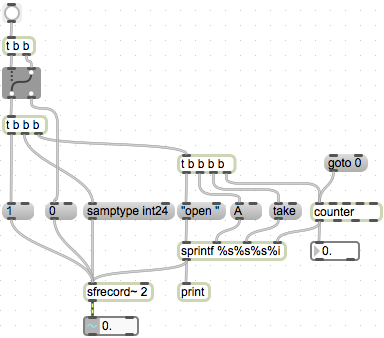 t b b
t b b b
t b b b b
goto 0
1
0
samptype int24
"open "
A
take
counter
sprintf %s%s%s%i
0.
sfrecord~ 2
print
~
0.